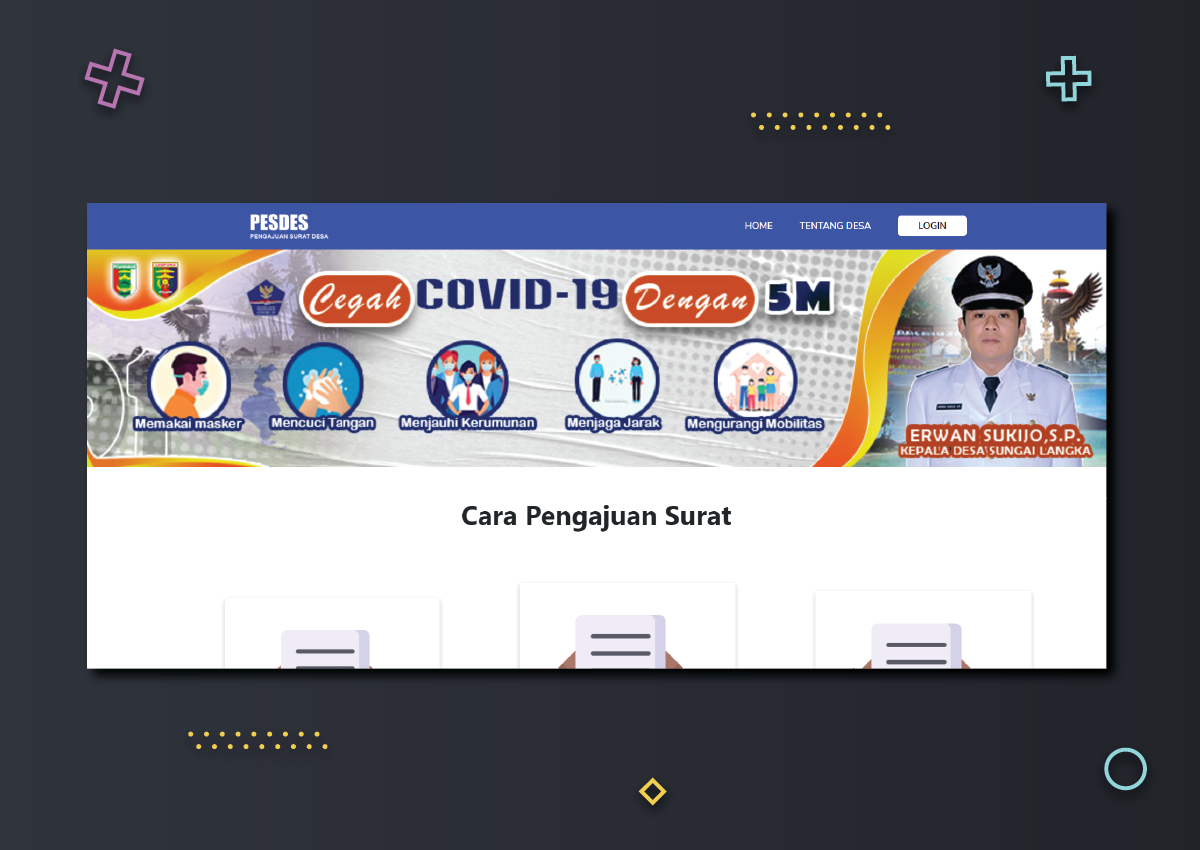 PESDES
PENGAJUAN SURAT DESA
HOME
TENTANG DESA
LOGIN
Cegah COVID-19 Dengan 5M
Memakai masker
Mencuci Tangan
Menjauhi Kerumunan
Menjaga Jarak
Mengurangi Mobilitas
ERWAN SUKIJO,S.P.
KEPALA DESA SUNGAI LANGKA
Cara Pengajuan Surat